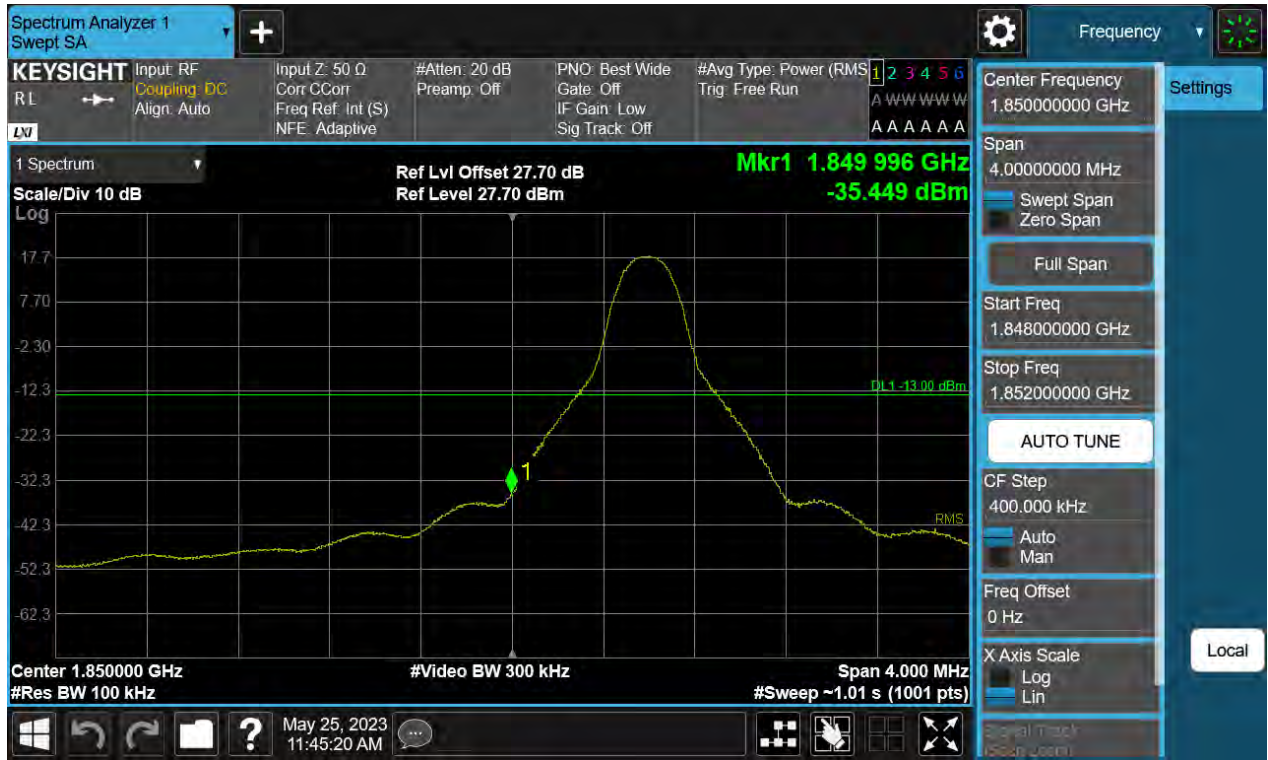 Spectrum Analyzer 1
Swept SA
+
Frequency
KEYSIGHT
RL
LXI
Input: RF
Coupling: DC
Align: Auto
Input Z: 50 Ω
Corr CCorr
Freq Ref: Int (S)
NFE: Adaptive
#Atten: 20 dB
Preamp: Off
PNO: Best Wide
Gate: Off
IF Gain: Low
Sig Track: Off
#Avg Type: Power (RMS
Trig: Free Run
1 2 3 4 5 6
A W W W W W
A A A A A A
1 Spectrum
Scale/Div 10 dB
Log
Ref Lvl Offset 27.70 dB
Ref Level 27.70 dBm
Mkr1 1.849 996 GHz
-35.449 dBm
17.7
7.70
-2.30
-12.3
-22.3
-32.3
-42.3
-52.3
-62.3
DL1 -13.00 dBm
1
RMS
Center 1.850000 GHz
#Res BW 100 kHz
#Video BW 300 kHz
Span 4.000 MHz
#Sweep ~1.01 s (1001 pts)
Center Frequency
1.850000000 GHz
Settings
Span
4.00000000 MHz
Swept Span
Zero Span
Full Span
Start Freq
1.848000000 GHz
Stop Freq
1.852000000 GHz
AUTO TUNE
CF Step
400.000 kHz
Auto
Man
Freq Offset
0 Hz
X Axis Scale
Log
Lin
Local
Signal Track
(Span Zoom)
?
May 25, 2023
11:45:20 AM